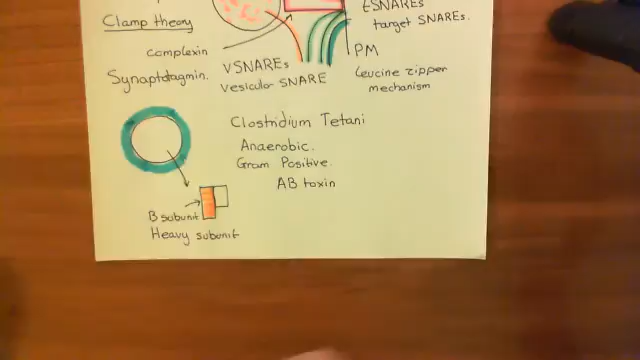 Clamp theory
complexin
Synaptotagmin.
VSNAREs
Vesicular SNARE
tSNAREs
target SNAREs.
PM
Leucine zipper
mechanism
Clostridium Tetani
Anaerobic.
Gram Positive.
AB toxin
B subunit
Heavy subunit